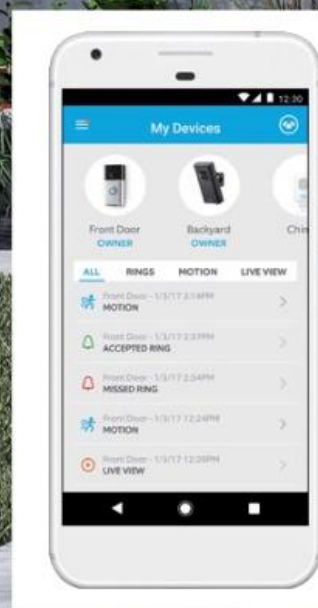 12:30
My Devices
Front Door
OWNER
Backyard
OWNER
Chim
ALL RINGS MOTION LIVE VIEW
Front Door - 1/3/17 3:14PM
MOTION
Front Door - 1/3/17 2:37PM
ACCEPTED RING
Front Door - 1/3/17 2:34PM
MISSED RING
Front Door - 1/3/17 12:24PM
MOTION
Front Door - 1/3/17 12:20PM
LIVE VIEW